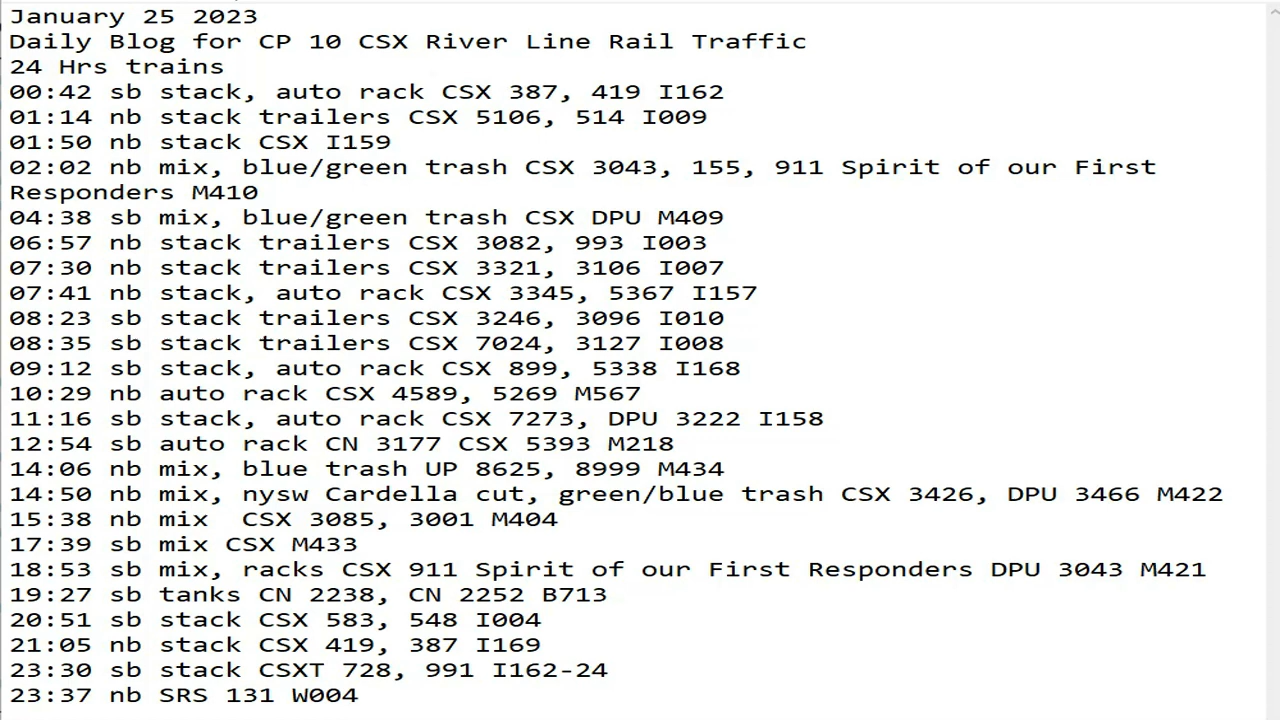 January 25 2023
Daily Blog for CP 10 CSX River Line Rail Traffic
24 Hrs trains
00:42 sb stack, auto rack CSX 387, 419 I162
01:14 nb stack trailers CSX 5106, 514 I009
01:50 nb stack CSX I159
02:02 nb mix, blue/green trash CSX 3043, 155, 911 Spirit of our First
Responders M410
04:38 sb mix, blue/green trash CSX DPU M409
06:57 nb stack trailers CSX 3082, 993 I003
07:30 nb stack trailers CSX 3321, 3106 I007
07:41 nb stack, auto rack CSX 3345, 5367 I157
08:23 sb stack trailers CSX 3246, 3096 I010
08:35 sb stack trailers CSX 7024, 3127 I008
09:12 sb stack, auto rack CSX 899, 5338 I168
10:29 nb auto rack CSX 4589, 5269 M567
11:16 sb stack, auto rack CSX 7273, DPU 3222 I158
12:54 sb auto rack CN 3177 CSX 5393 M218
14:06 nb mix, blue trash UP 8625, 8999 M434
14:50 nb mix, nysw Cardella cut, green/blue trash CSX 3426, DPU 3466 M422
15:38 nb mix  CSX 3085, 3001 M404
17:39 sb mix CSX M433
18:53 sb mix, racks CSX 911 Spirit of our First Responders DPU 3043 M421
19:27 sb tanks CN 2238, CN 2252 B713
20:51 sb stack CSX 583, 548 I004
21:05 nb stack CSX 419, 387 I169
23:30 sb stack CSXT 728, 991 I162-24
23:37 nb SRS 131 W004